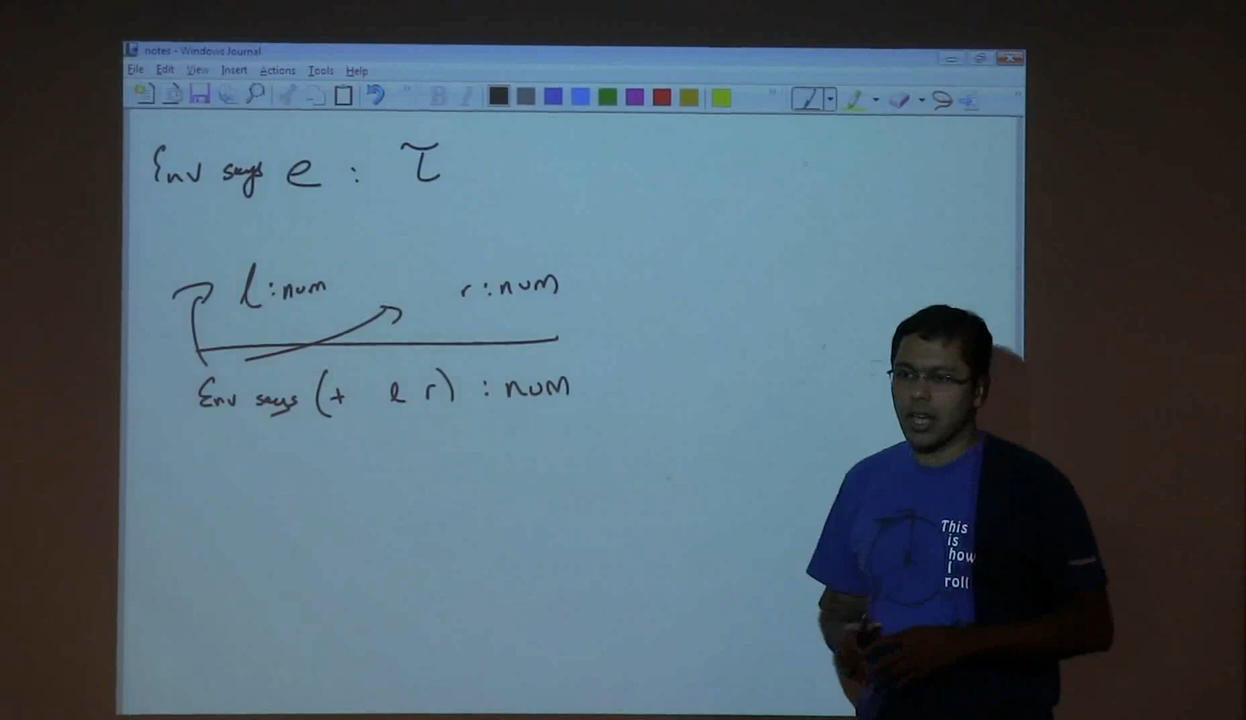 notes - Windows Journal
File Edit View Insert Actions Tools Help
B I
Env says e : τ
l : num r : num
Env says (+ l r) : num
This
is
how
I
roll